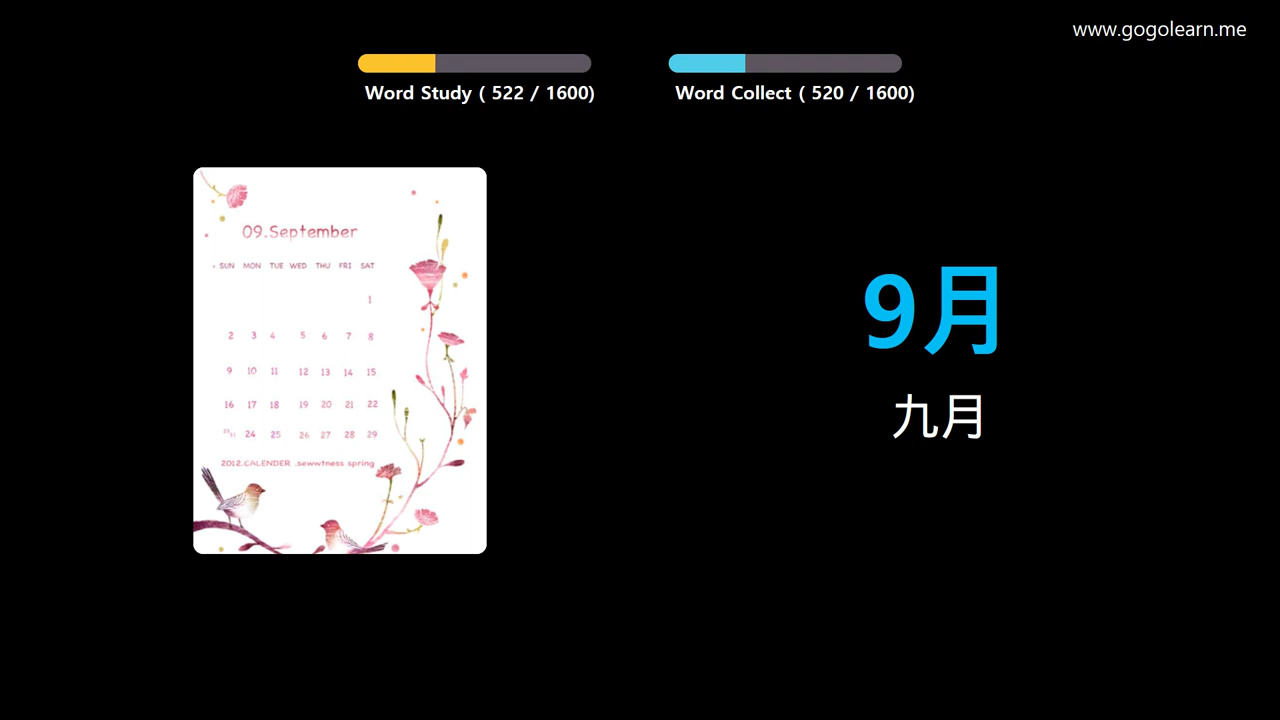 www.gogolearn.me
Word Study ( 522 / 1600)
Word Collect ( 520 / 1600)
09.September
SUN MON TUE WED THU FRI SAT
1
2 3 4 5 6 7 8
9 10 11 12 13 14 15
16 17 18 19 20 21 22
24 25 26 27 28 29
2012.CALENDER .sewwtness spring
9月
九月